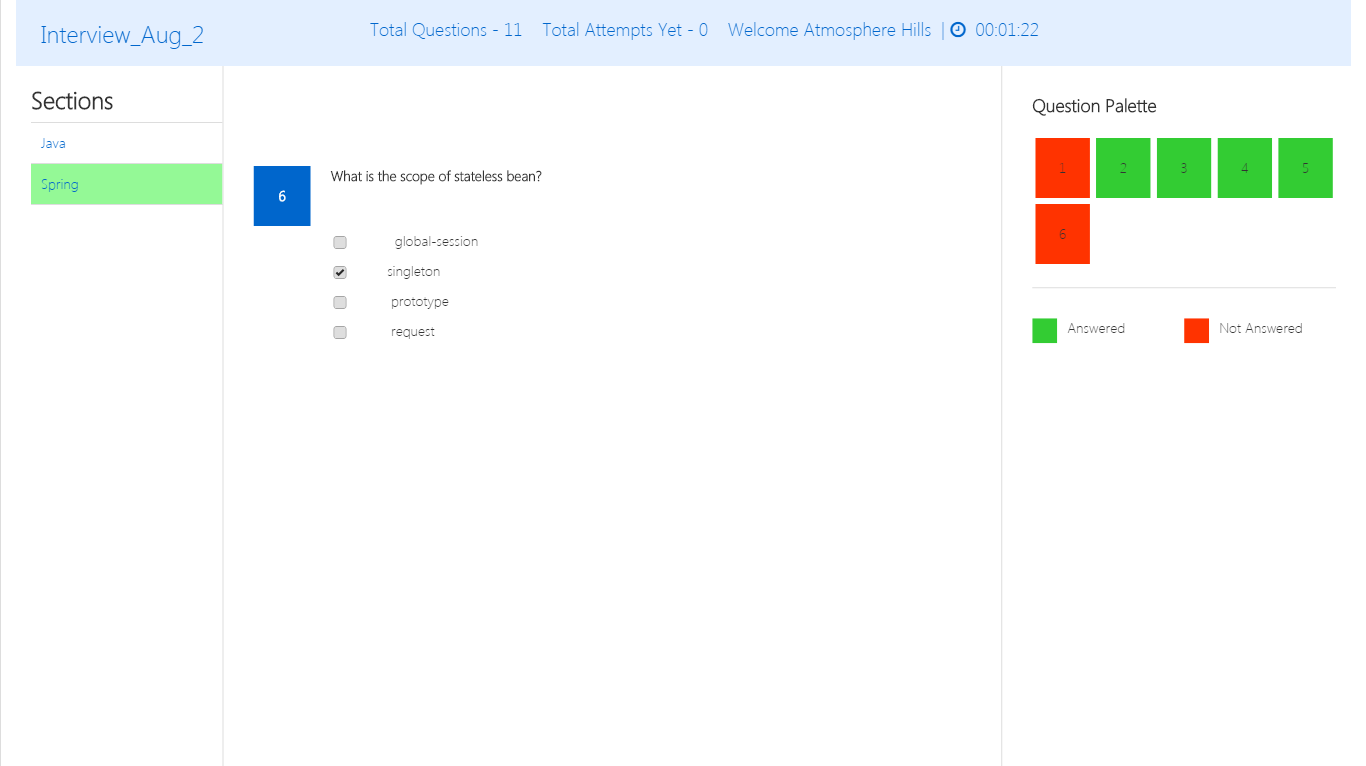 Interview_Aug_2
Total Questions - 11 Total Attempts Yet - 0 Welcome Atmosphere Hills | 00:01:22
Sections
Java
Spring
6
What is the scope of stateless bean?
global-session
singleton
prototype
request
Question Palette
1 2 3 4 5
6
Answered Not Answered